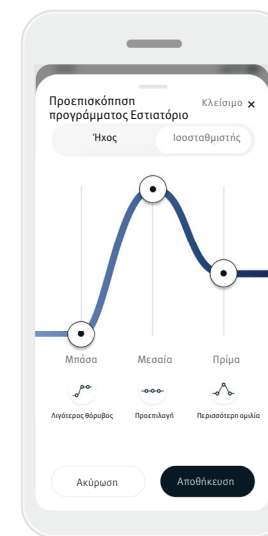 Προεπισκόπηση Κλείσιμο ×
προγράμματος Εστιατόριο
Ήχος Ισοσταθμιστής
Μπάσα Μεσαία Πρίμα
Λιγότερος θόρυβος Προεπιλογή Περισσότερη ομιλία
Ακύρωση Αποθήκευση